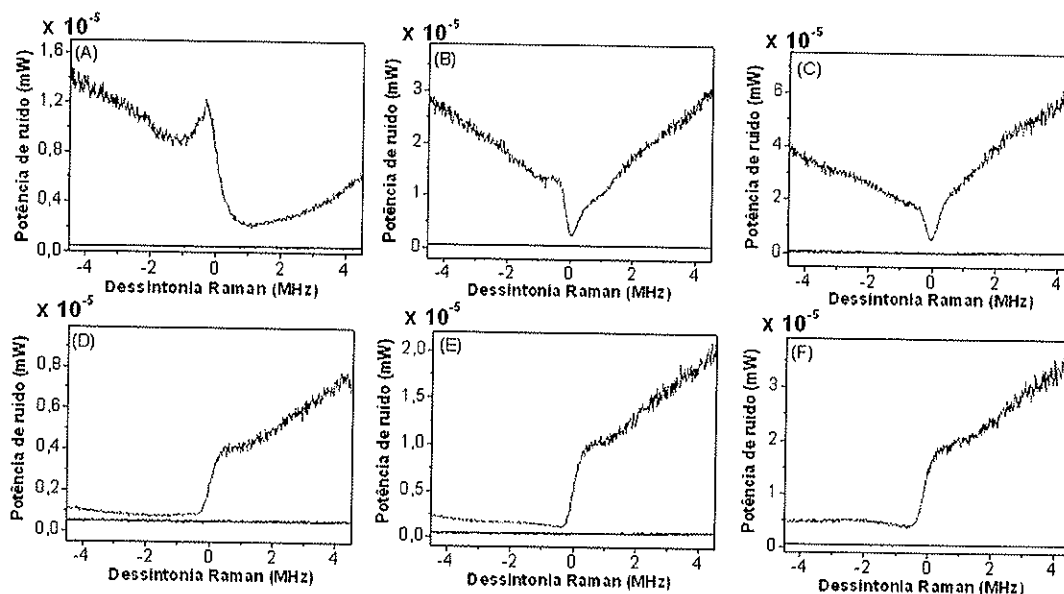 X 10⁻⁵
(A)
Potência de ruído (mW)
1,6
1,2
0,8
0,4
0,0
-4 -2 0 2 4
Dessintonia Raman (MHz)
X 10⁻⁵
(B)
Potência de ruído (mW)
3
2
1
0
-4 -2 0 2 4
Dessintonia Raman (MHz)
X 10⁻⁵
(C)
Potência de ruído (mW)
6
4
2
0
-4 -2 0 2 4
Dessintonia Raman (MHz)
X 10⁻⁵
(D)
Potência de ruído (mW)
0,8
0,6
0,4
0,2
0,0
-4 -2 0 2 4
Dessintonia Raman (MHz)
X 10⁻⁵
(E)
Potência de ruído (mW)
2,0
1,5
1,0
0,5
0,0
-4 -2 0 2 4
Dessintonia Raman (MHz)
X 10⁻⁵
(F)
Potência de ruído (mW)
3
2
1
0
-4 -2 0 2 4
Dessintonia Raman (MHz)